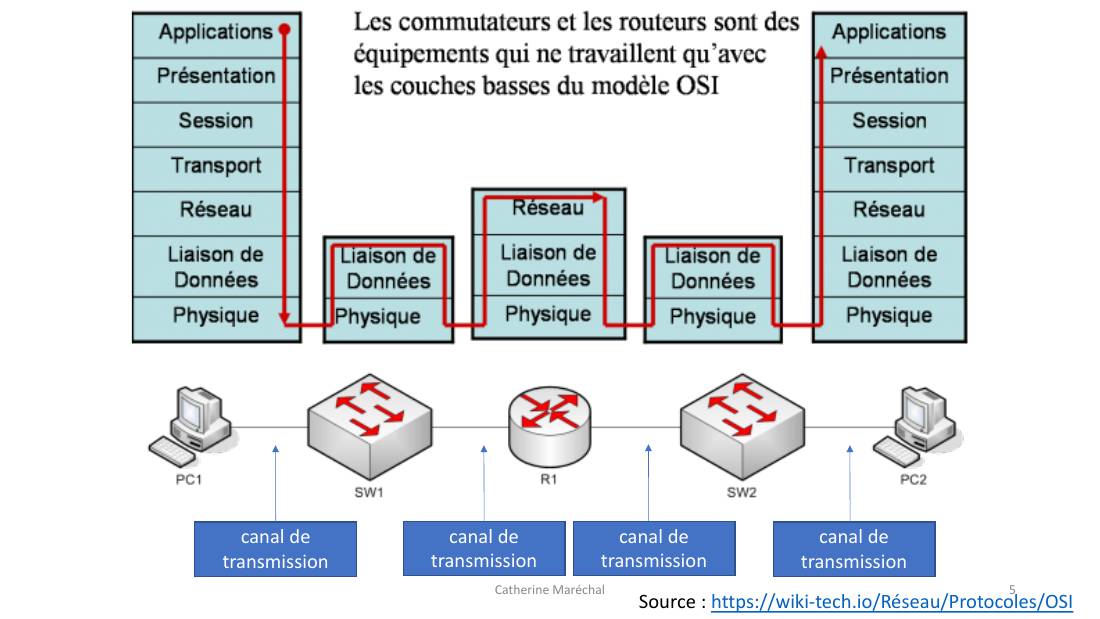 Les commutateurs et les routeurs sont des
équipements qui ne travaillent qu'avec
les couches basses du modèle OSI
Applications
Présentation
Session
Transport
Réseau
Liaison de
Données
Physique
Liaison de
Données
Physique
Réseau
Liaison de
Données
Physique
Liaison de
Données
Physique
Applications
Présentation
Session
Transport
Réseau
Liaison de
Données
Physique
PC1
SW1
R1
SW2
PC2
canal de
transmission
canal de
transmission
canal de
transmission
canal de
transmission
Catherine Maréchal
5
Source : https://wiki-tech.io/Réseau/Protocoles/OSI